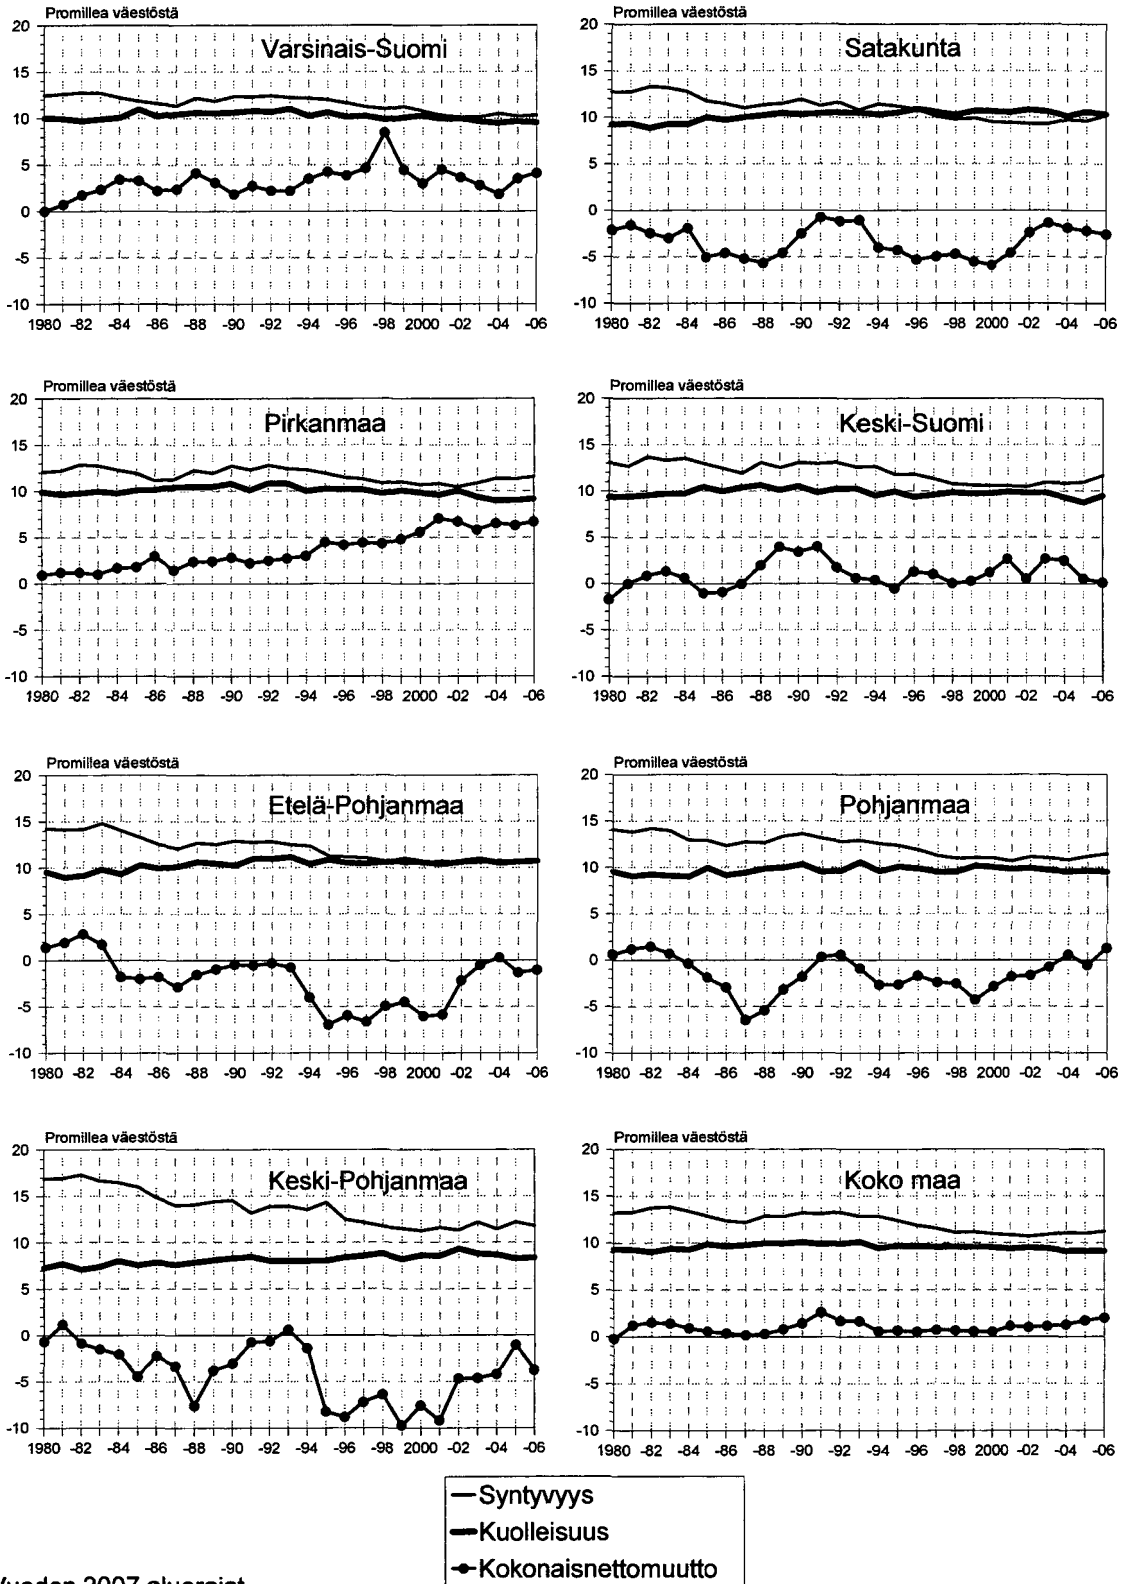 Promillea väestöstä
Varsinais-Suomi
20
15
10
5
0
-5
-10
1980 -82 -84 -86 -88 -90 -92 -94 -96 -98 2000 -02 -04 -06
Promillea väestöstä
Satakunta
20
15
10
5
0
-5
-10
1980 -82 -84 -86 -88 -90 -92 -94 -96 -98 2000 -02 -04 -06
Promillea väestöstä
Pirkanmaa
20
15
10
5
0
-5
-10
1980 -82 -84 -86 -88 -90 -92 -94 -96 -98 2000 -02 -04 -06
Promillea väestöstä
Keski-Suomi
20
15
10
5
0
-5
-10
1980 -82 -84 -86 -88 -90 -92 -94 -96 -98 2000 -02 -04 -06
Promillea väestöstä
Etelä-Pohjanmaa
20
15
10
5
0
-5
-10
1980 -82 -84 -86 -88 -90 -92 -94 -96 -98 2000 -02 -04 -06
Promillea väestöstä
Pohjanmaa
20
15
10
5
0
-5
-10
1980 -82 -84 -86 -88 -90 -92 -94 -96 -98 2000 -02 -04 -06
Promillea väestöstä
Keski-Pohjanmaa
20
15
10
5
0
-5
-10
1980 -82 -84 -86 -88 -90 -92 -94 -96 -98 2000 -02 -04 -06
Promillea väestöstä
Koko maa
20
15
10
5
0
-5
-10
1980 -82 -84 -86 -88 -90 -92 -94 -96 -98 2000 -02 -04 -06
Syntyvyys
Kuolleisuus
Kokonaisnettomuutto
Vuoden 2007 aluerajat